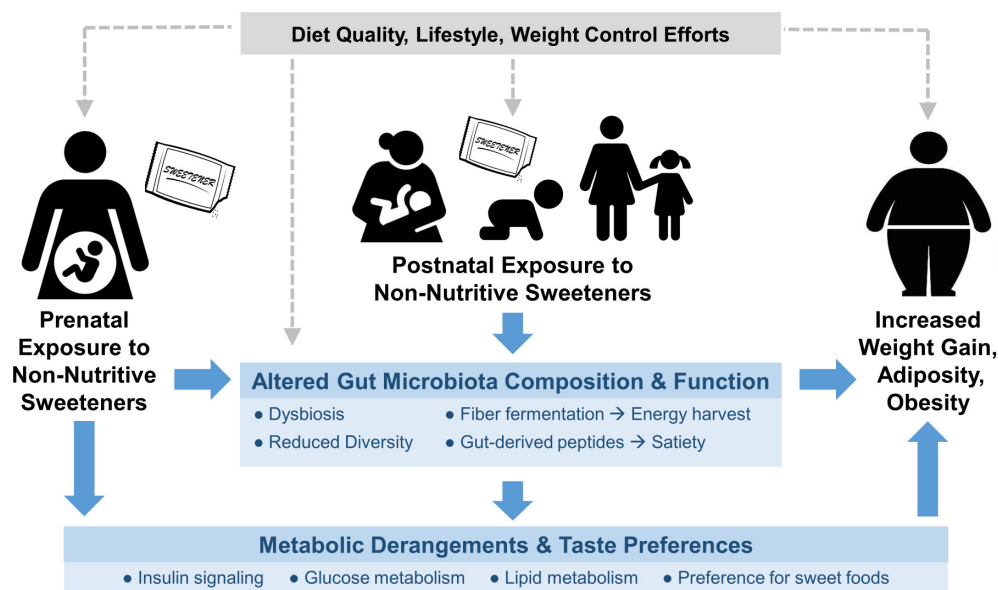 Diet Quality, Lifestyle, Weight Control Efforts
SWEETENER
SWEETENER
Prenatal
Exposure to
Non-Nutritive
Sweeteners
Postnatal Exposure to
Non-Nutritive Sweeteners
Increased
Weight Gain,
Adiposity,
Obesity
Altered Gut Microbiota Composition & Function
● Dysbiosis
● Fiber fermentation → Energy harvest
● Reduced Diversity
● Gut-derived peptides → Satiety
Metabolic Derangements & Taste Preferences
● Insulin signaling ● Glucose metabolism ● Lipid metabolism ● Preference for sweet foods